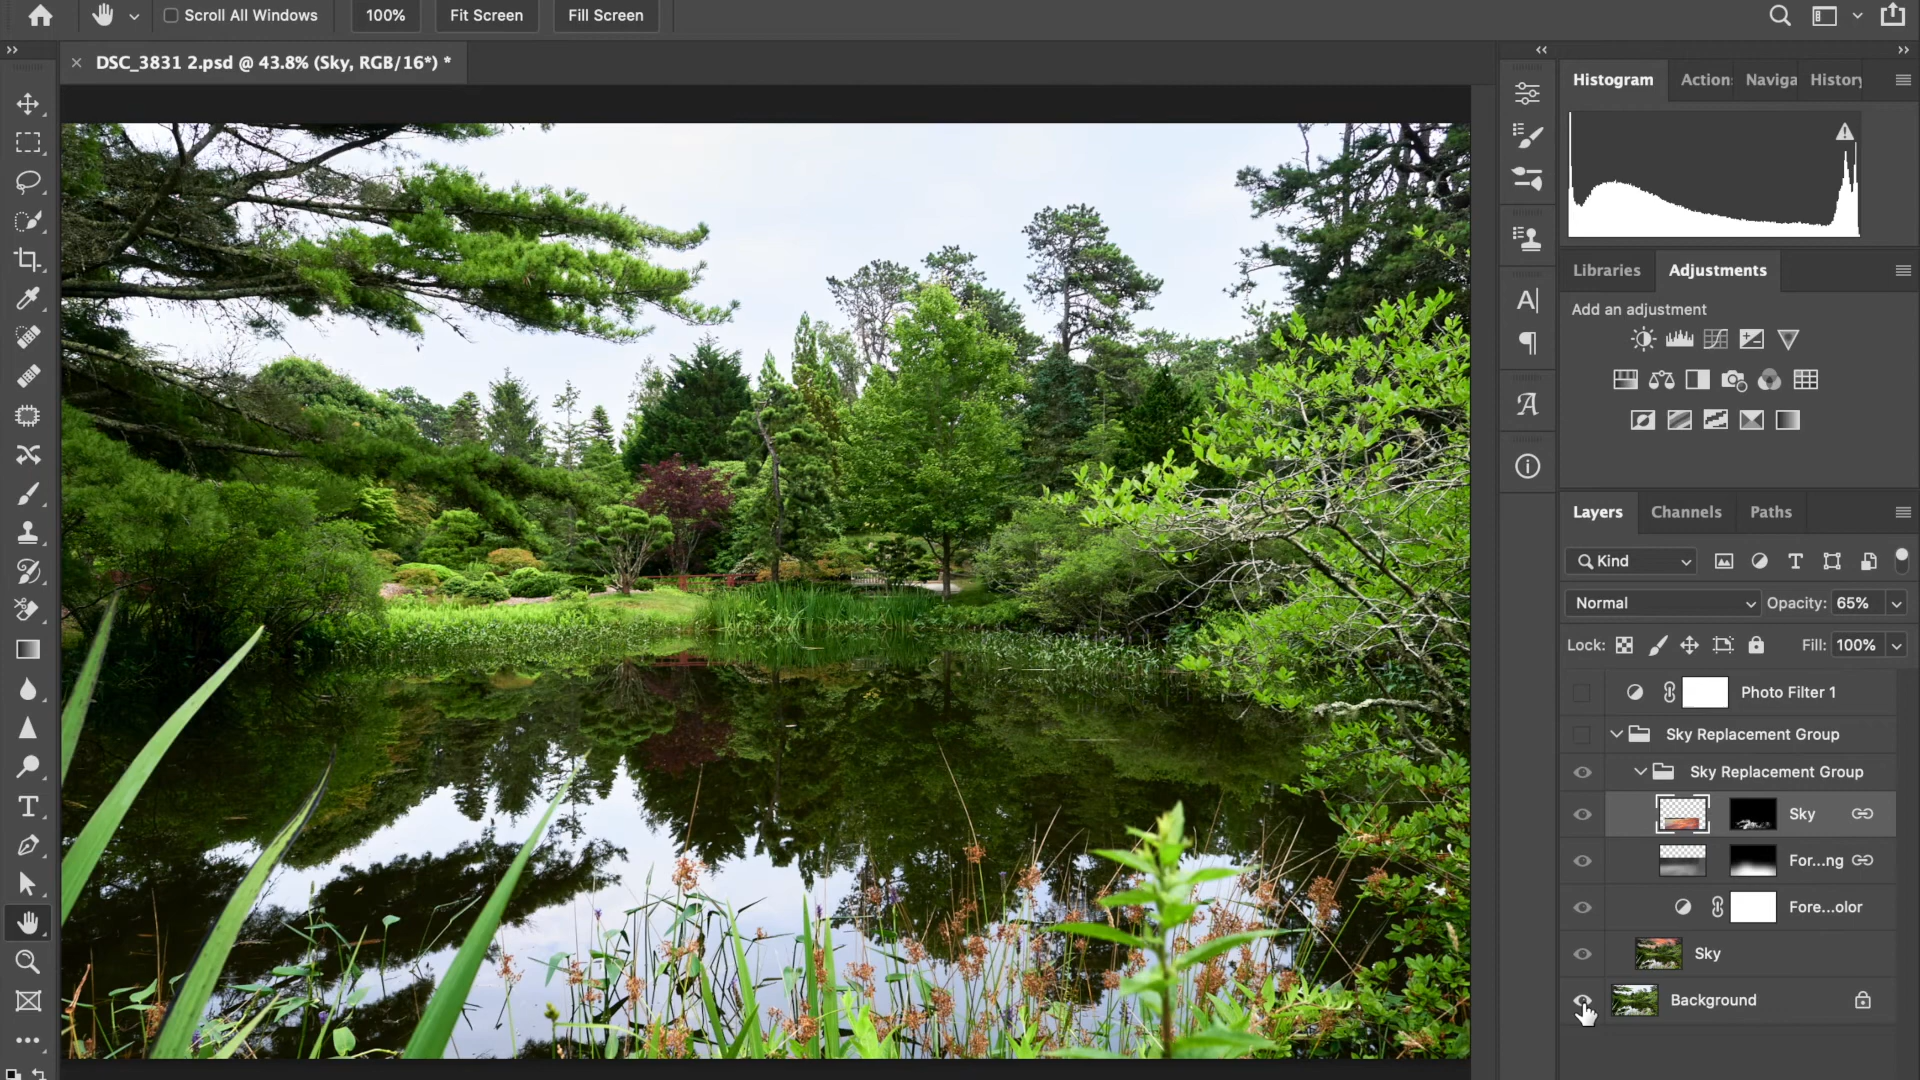 Scroll All Windows 100% Fit Screen Fill Screen
DSC_3831 2.psd @ 43.8% (Sky, RGB/16*) *
Histogram Action: Naviga History
Libraries Adjustments
Add an adjustment
Layers Channels Paths
Kind
Normal Opacity: 65%
Lock: Fill: 100%
Photo Filter 1
Sky Replacement Group
Sky Replacement Group
Sky
For...ng
Fore...olor
Sky
Background